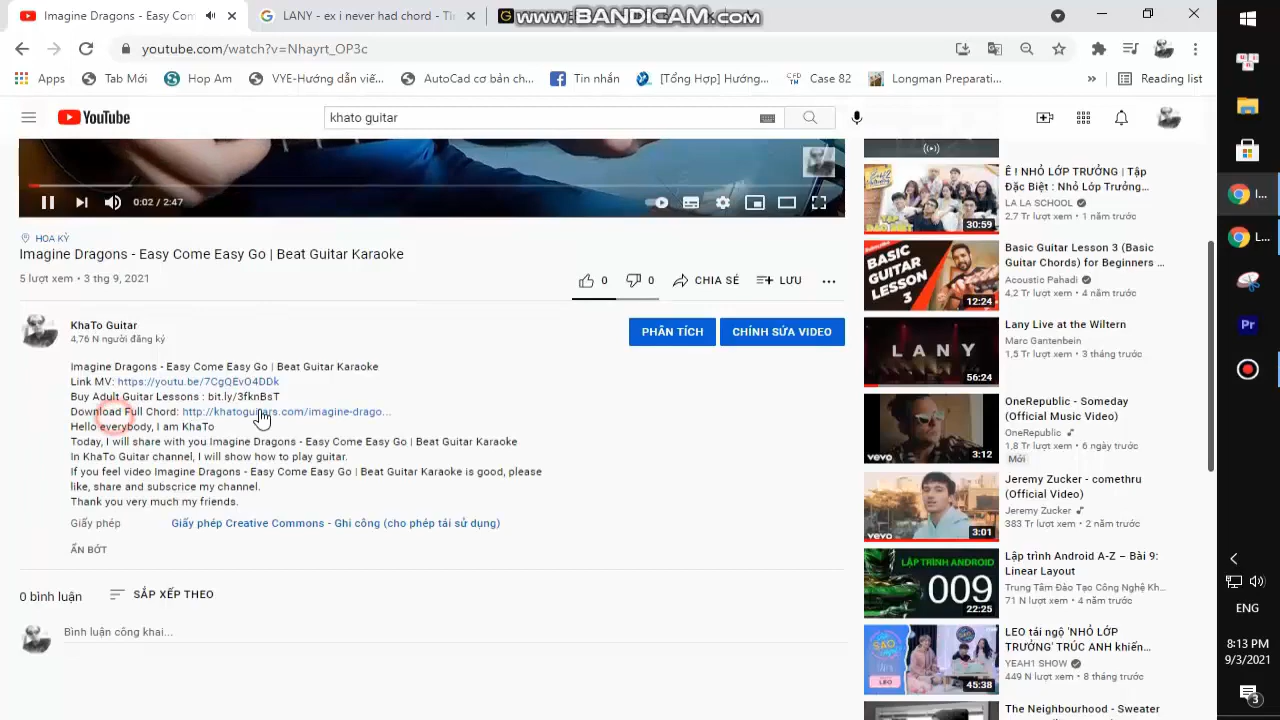 Imagine Dragons - Easy Com
LANY - ex i never had chord - Ti
www.BANDICAM.com
youtube.com/watch?v=Nhayrt_OP3c
Apps
Tab Mới
Hop Am
VYE-Hướng dẫn viế...
AutoCad cơ bản ch...
Tin nhắn
[Tổng Hợp] Hướng...
Case 82
Longman Preparati...
»
Reading list
YouTube
khato guitar
0:02 / 2:47
HOA KỲ
Imagine Dragons - Easy Come Easy Go | Beat Guitar Karaoke
5 lượt xem • 3 thg 9, 2021
0
0
CHIA SẺ
LƯU
KhaTo Guitar
4,76 N người đăng ký
PHÂN TÍCH
CHỈNH SỬA VIDEO
Imagine Dragons - Easy Come Easy Go | Beat Guitar Karaoke
Link MV: https://youtu.be/7CgQEvO4DDk
Buy Adult Guitar Lessons : bit.ly/3fknBsT
Download Full Chord: http://khatoguitars.com/imagine-drago...
Hello everybody, I am KhaTo
Today, I will share with you Imagine Dragons - Easy Come Easy Go | Beat Guitar Karaoke
In KhaTo Guitar channel, I will show how to play guitar.
If you feel video Imagine Dragons - Easy Come Easy Go | Beat Guitar Karaoke is good, please
like, share and subscrice my channel.
Thank you very much my friends.
Giấy phép
Giấy phép Creative Commons - Ghi công (cho phép tái sử dụng)
ẨN BỚT
0 bình luận
SẮP XẾP THEO
Bình luận công khai...
30:59
Ê ! NHỎ LỚP TRƯỞNG | Tập
Đặc Biệt : Nhỏ Lớp Trưởng...
LA LA SCHOOL
2,7 Tr lượt xem • 1 năm trước
BASIC
GUITAR
LESSON
3
12:24
Basic Guitar Lesson 3 (Basic
Guitar Chords) for Beginners ...
Acoustic Pahadi
4,2 Tr lượt xem • 4 năm trước
LANY
56:24
Lany Live at the Wiltern
Marc Gantenbein
1,5 Tr lượt xem • 3 tháng trước
vevo
3:12
OneRepublic - Someday
(Official Music Video)
OneRepublic
1,8 Tr lượt xem • 6 ngày trước
Mới
vevo
3:01
Jeremy Zucker - comethru
(Official Video)
Jeremy Zucker
383 Tr lượt xem • 2 năm trước
LẬP TRÌNH ANDROID
009
22:25
Lập trình Android A-Z – Bài 9:
Linear Layout
Trung Tâm Đào Tạo Công Nghệ Kh...
71 N lượt xem • 4 năm trước
LEO
45:38
LEO tái ngộ 'NHỎ LỚP
TRƯỞNG' TRÚC ANH khiến...
YEAH1 SHOW
449 N lượt xem • 8 tháng trước
The Neighbourhood - Sweater
I...
L...
Pr
ENG
8:13 PM
9/3/2021
3